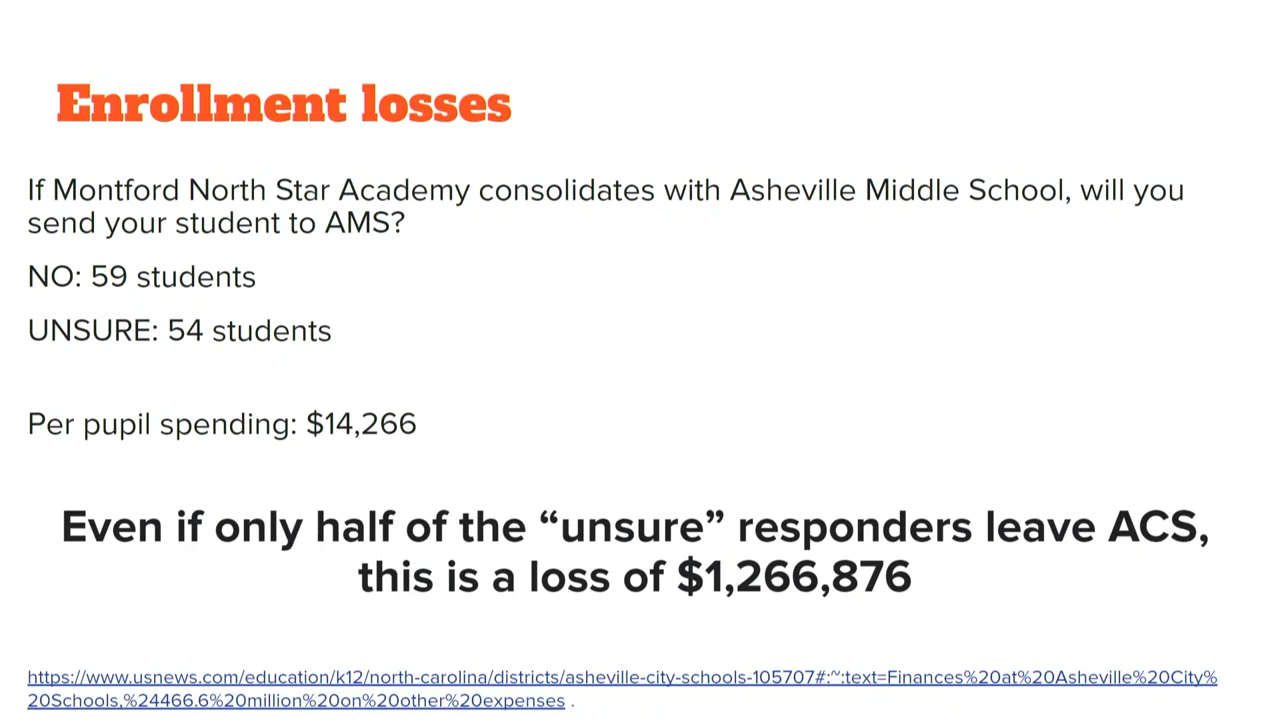 Enrollment losses
If Montford North Star Academy consolidates with Asheville Middle School, will you
send your student to AMS?
NO: 59 students
UNSURE: 54 students
Per pupil spending: $14,266
Even if only half of the “unsure” responders leave ACS,
this is a loss of $1,266,876
https://www.usnews.com/education/k12/north-carolina/districts/asheville-city-schools-105707#:~:text=Finances%20at%20Asheville%20City%
20Schools,%24466.6%20million%20on%20other%20expenses .